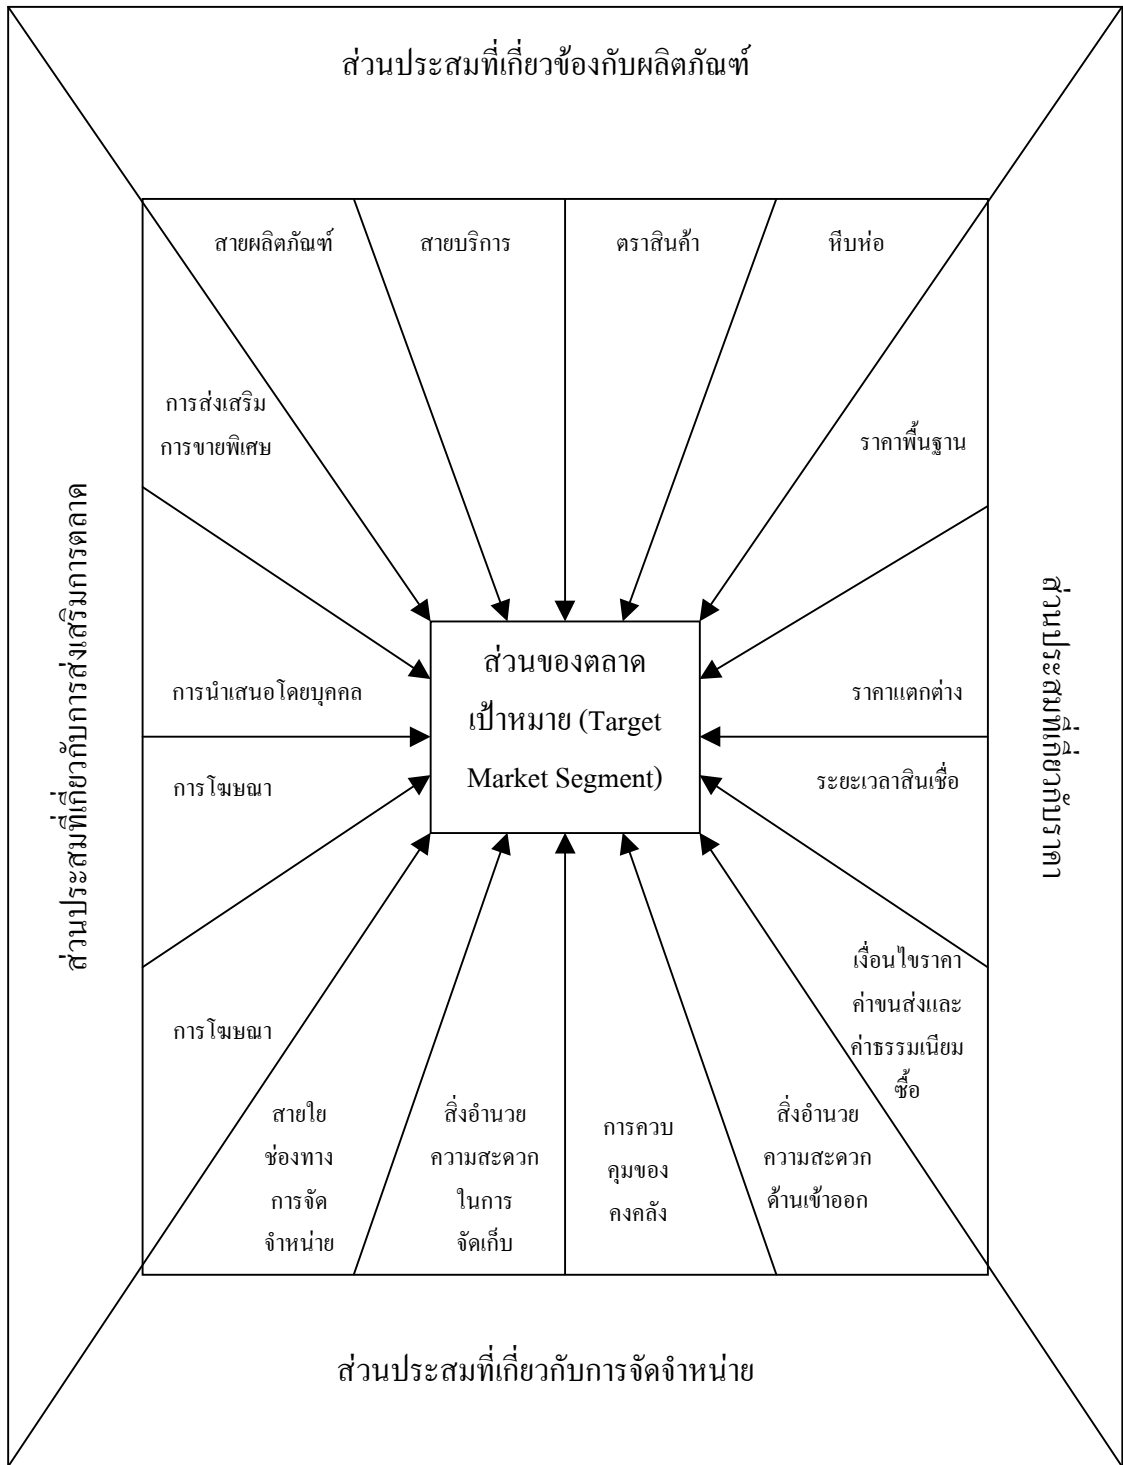 ส่วนประสมที่เกี่ยวข้องกับผลิตภัณฑ์
สายผลิตภัณฑ์
สายบริการ
ตราสินค้า
หีบห่อ
การส่งเสริม
การขายพิเศษ
ราคาพื้นฐาน
ส่วนประสมที่เกี่ยวกับการส่งเสริมการตลาด
ส่วนประสมที่เกี่ยวกับราคา
ส่วนของตลาด
เป้าหมาย (Target
Market Segment)
การนำเสนอโดยบุคคล
ราคาแตกต่าง
การโฆษณา
ระยะเวลาสินเชื่อ
การโฆษณา
เงื่อนไขราคา
ค่าขนส่งและ
ค่าธรรมเนียม
ซื้อ
สายใย
ช่องทาง
การจัด
จำหน่าย
สิ่งอำนวย
ความสะดวก
ในการ
จัดเก็บ
การควบ
คุมของ
คงคลัง
สิ่งอำนวย
ความสะดวก
ด้านเข้าออก
ส่วนประสมที่เกี่ยวกับการจัดจำหน่าย